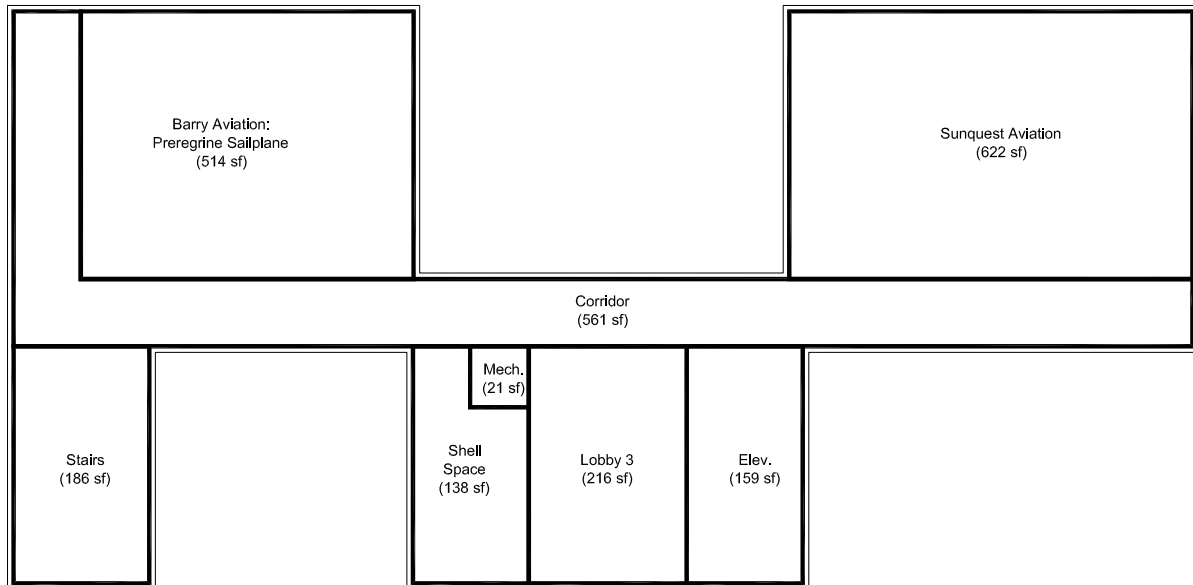 Barry Aviation:
Preregrine Sailplane
(514 sf)
Sunquest Aviation
(622 sf)
Corridor
(561 sf)
Mech.
(21 sf)
Stairs
(186 sf)
Shell
Space
(138 sf)
Lobby 3
(216 sf)
Elev.
(159 sf)